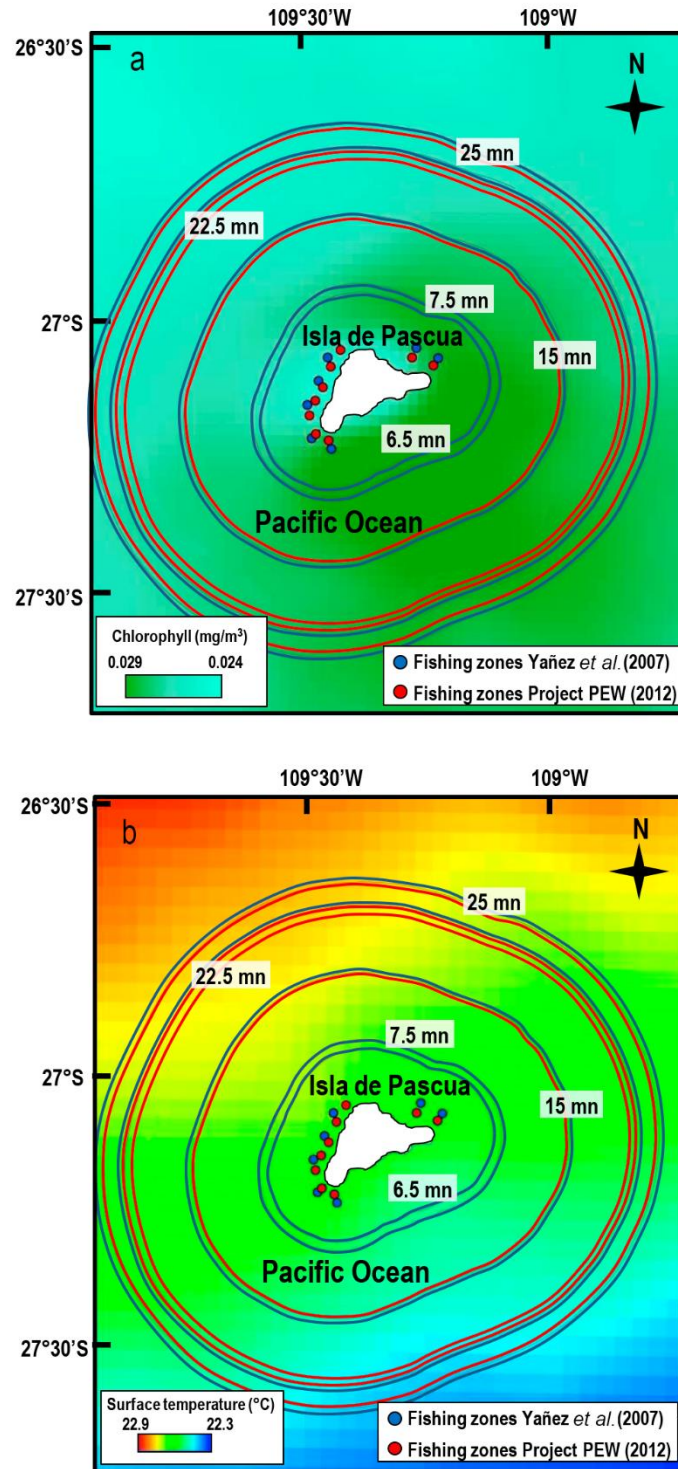 109°30'W 109°W
26°30'S
a
N
25 mn
22.5 mn
7.5 mn
27°S
Isla de Pascua
15 mn
6.5 mn
Pacific Ocean
27°30'S
Chlorophyll (mg/m³)
0.029 0.024
Fishing zones Yañez et al. (2007)
Fishing zones Project PEW (2012)
109°30'W 109°W
26°30'S
b
N
25 mn
22.5 mn
7.5 mn
27°S
Isla de Pascua
15 mn
6.5 mn
Pacific Ocean
27°30'S
Surface temperature (°C)
22.9 22.3
Fishing zones Yañez et al. (2007)
Fishing zones Project PEW (2012)